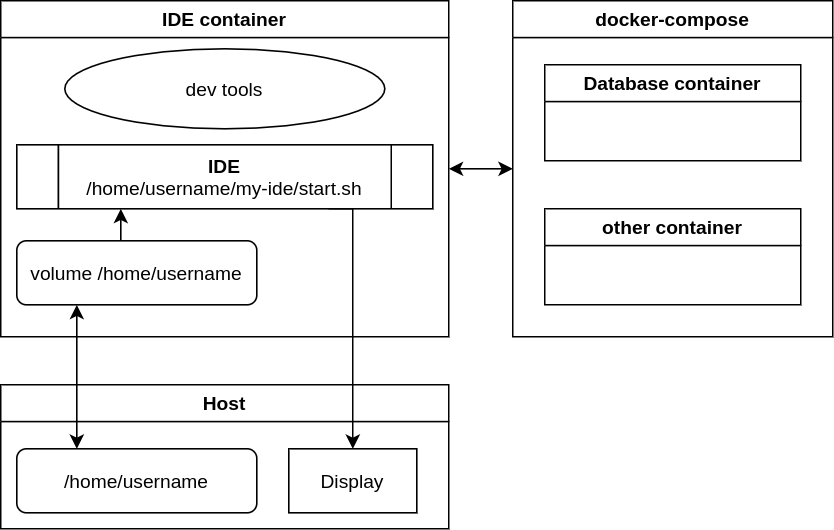 IDE container
dev tools
IDE
/home/username/my-ide/start.sh
volume /home/username
docker-compose
Database container
other container
Host
/home/username
Display